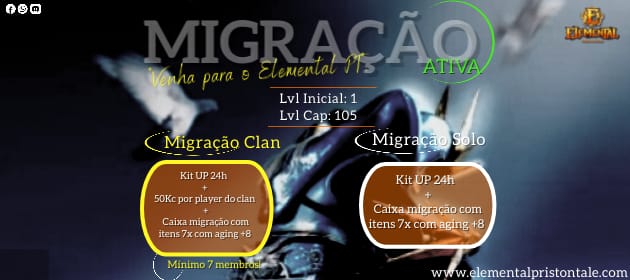 MIGRAÇÃO
ATIVA
Venha para o Elemental PT
ELEMENTAL
Lvl Inicial: 1
Lvl Cap: 105
Migração Clan
Kit UP 24h
+
50Kc por player do clan
+
Caixa migração com
itens 7x com aging +8
Minimo 7 membros!
Migração Solo
Kit UP 24h
+
Caixa migração com
itens 7x com aging +8
www.elementalpristontale.com